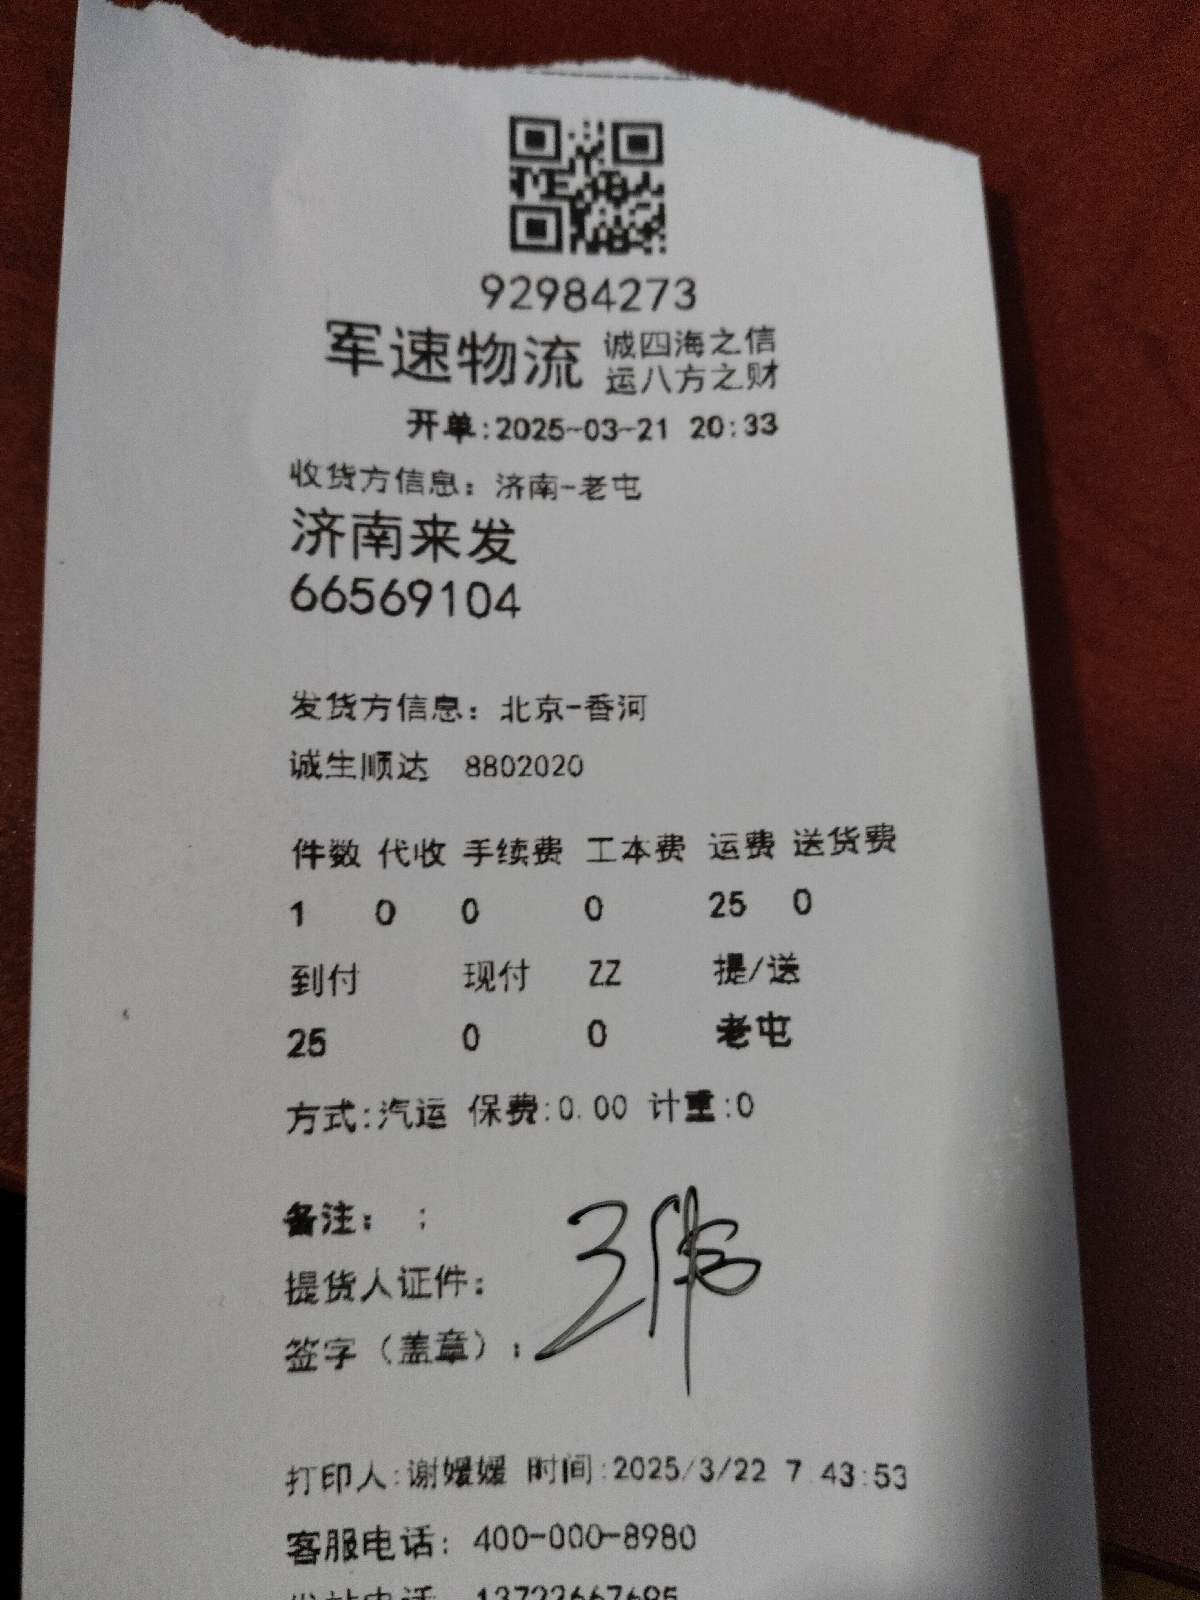 92984273
军速物流 诚四海之信
运八方之财
开单:2025-03-21 20:33
收货方信息: 济南-老屯
济南来发
66569104
发货方信息: 北京-香河
诚生顺达 8802020
件数 代收 手续费 工本费 运费 送货费
1 0 0 0 25 0
到付 现付 ZZ 提/送
25 0 0 老屯
方式:汽运 保费:0.00 计重:0
备注: ;
提货人证件:
签字(盖章):
打印人:谢媛媛 时间:2025/3/22 7:43:53
客服电话: 400-000-8980